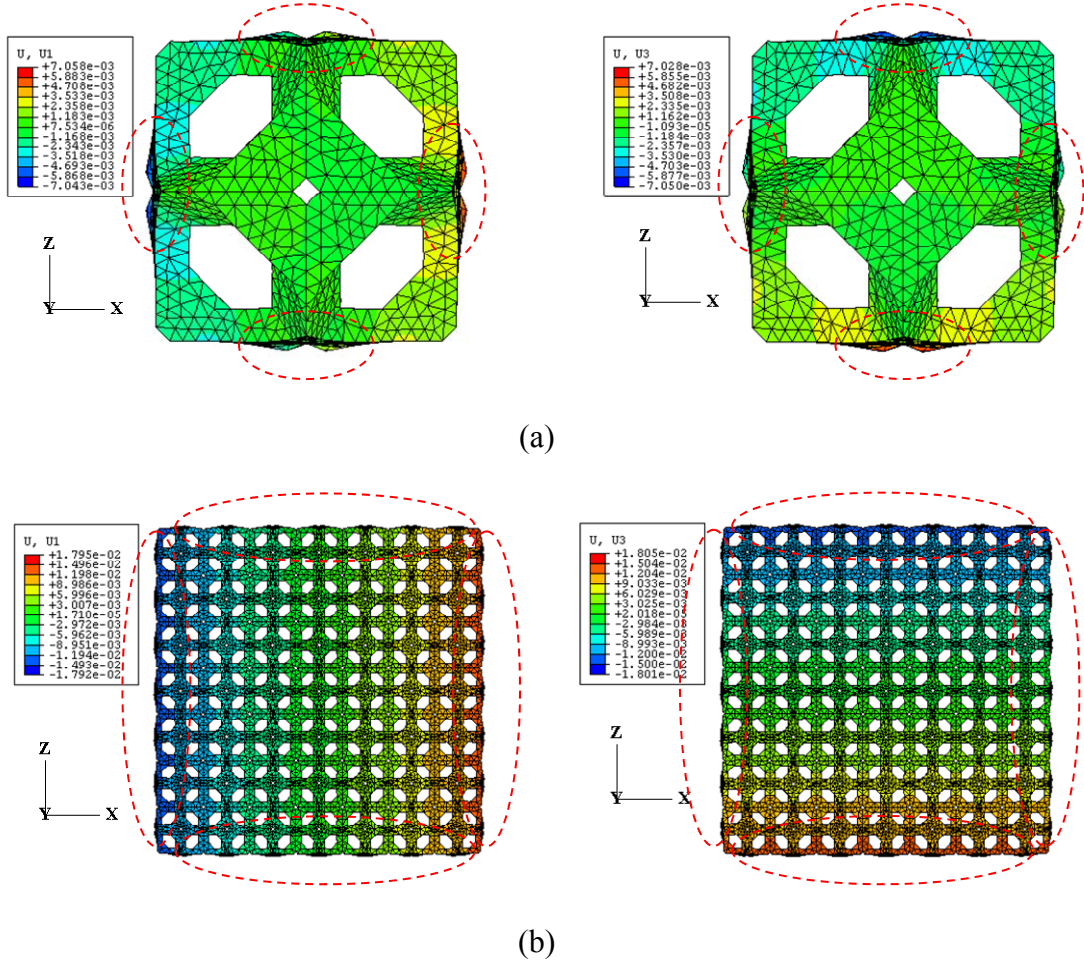 U, U1
+7.058e-03
+5.883e-03
+4.708e-03
+3.533e-03
+2.358e-03
+1.183e-03
+7.534e-06
-1.168e-03
-2.343e-03
-3.518e-03
-4.693e-03
-5.868e-03
-7.043e-03
Z
Y X
U, U3
+7.028e-03
+5.855e-03
+4.682e-03
+3.508e-03
+2.335e-03
+1.162e-03
-1.093e-05
-1.184e-03
-2.357e-03
-3.530e-03
-4.703e-03
-5.877e-03
-7.050e-03
Z
Y X
(a)
U, U1
+1.795e-02
+1.496e-02
+1.198e-02
+8.986e-03
+5.996e-03
+3.007e-03
+1.710e-05
-2.972e-03
-5.962e-03
-8.951e-03
-1.194e-02
-1.493e-02
-1.792e-02
Z
Y X
U, U3
+1.805e-02
+1.504e-02
+1.204e-02
+9.033e-03
+6.029e-03
+3.025e-03
+2.018e-05
-2.984e-03
-5.989e-03
-8.993e-03
-1.200e-02
-1.500e-02
-1.801e-02
Z
Y X
(b)